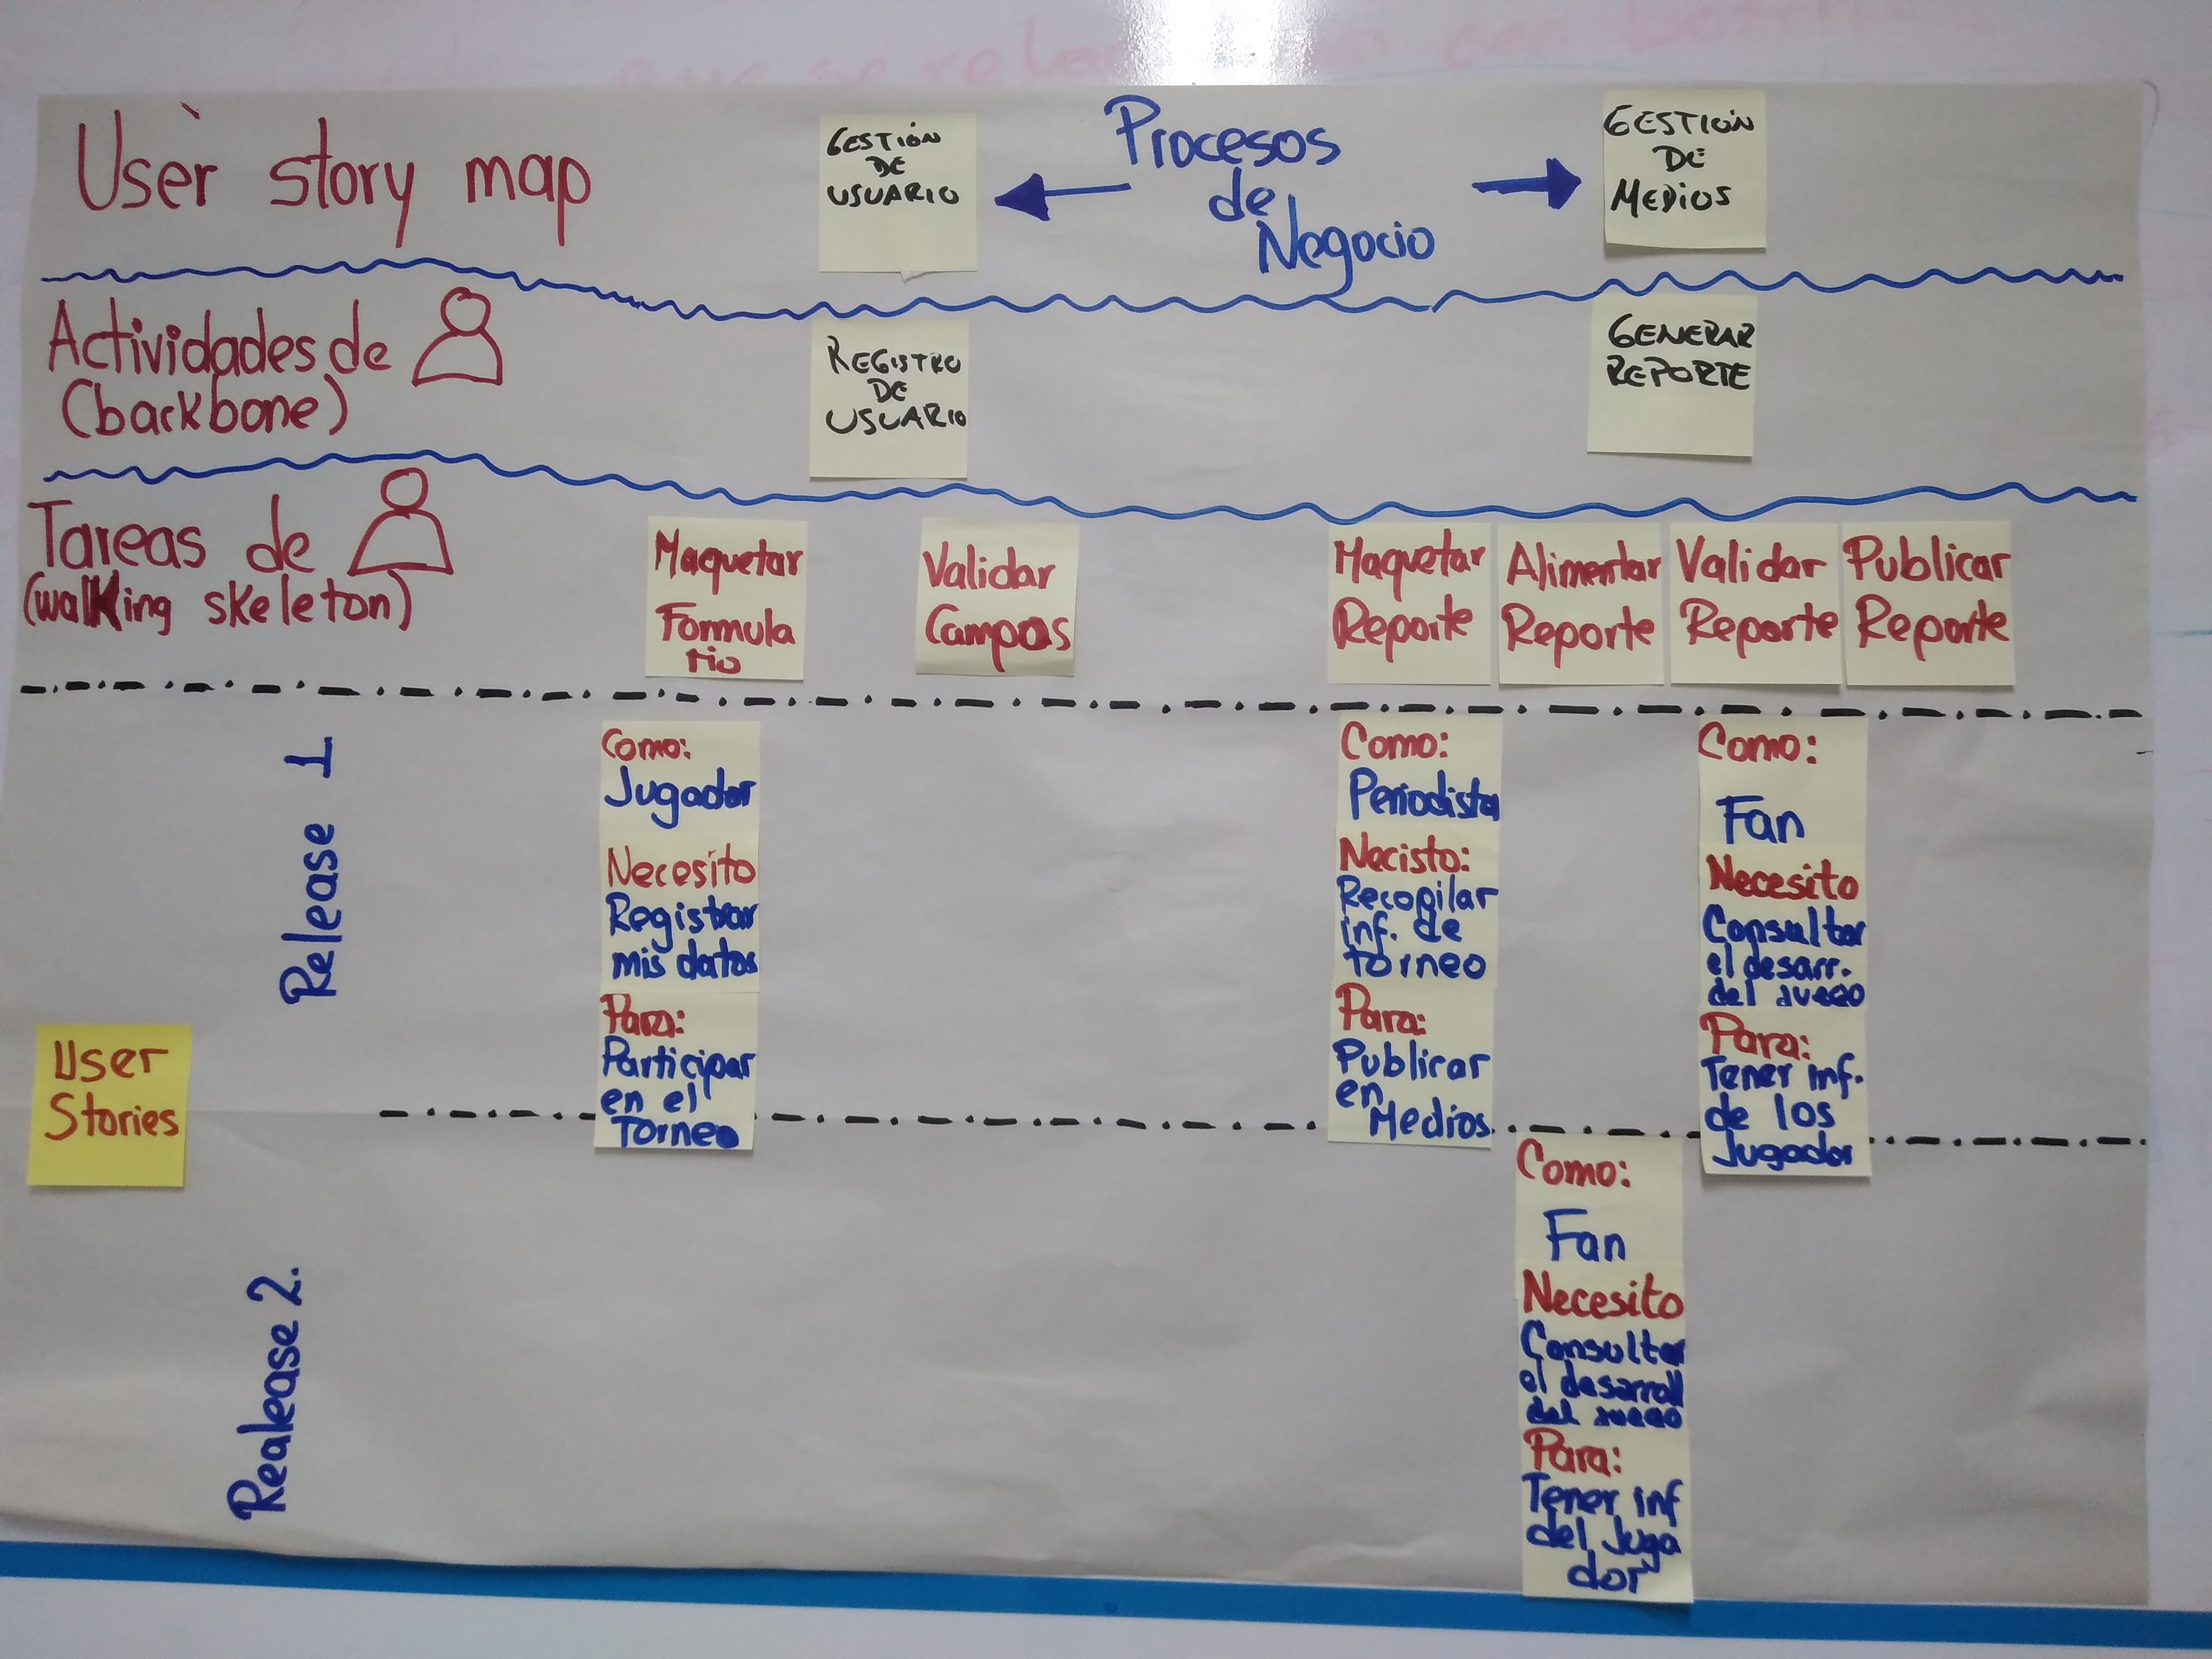 User story map
GESTIÓN
DE
USUARIO
Procesos
de
Negocio
GESTIÓN
DE
MEDIOS
Actividades de
(backbone)
REGISTRO
DE
USUARIO
GENERAR
REPORTE
Tareas de
(walking skeleton)
Maquetar
Formula
rio
Validar
Campos
Maquetar
Reporte
Alimentar
Reporte
Validar
Reporte
Publicar
Reporte
Release 1
Como:
Jugador
Necesito
Registrar
mis datos
Para:
Participar
en el
Torneo
Como:
Periodista
Necisto:
Recopilar
inf. de
torneo
Para:
Publicar
en
Medios
Como:
Fan
Necesito
Consultar
el desarr.
del juego
Para:
Tener inf.
de los
Jugador
User
Stories
Realease 2.
Como:
Fan
Necesito
Consultar
el desarroll
del juego
Para:
Tener inf
del Juga
dor